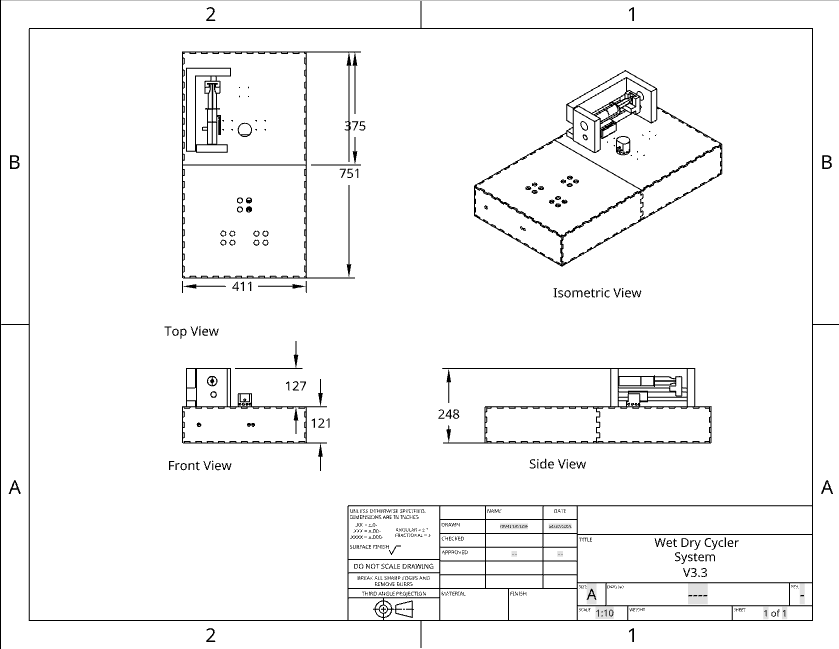 2
1
B
B
375
751
411
Isometric View
Top View
127
121
248
Front View
Side View
A
A
UNLESS OTHERWISE SPECIFIED,
DIMENSIONS ARE IN INCHES
SURFACE FINISH
DO NOT SCALE DRAWING
BREAK ALL SHARP EDGES AND
REMOVE BURRS
THIRD ANGLE PROJECTION
NAME
DATE
DRAWN
CHECKED
APPROVED
MATERIAL
FINISH
TITLE
Wet Dry Cycler
System
V3.3
SIZE
A
----
-
SCALE
1:10
WEIGHT
SHEET
1 of 1
2
1